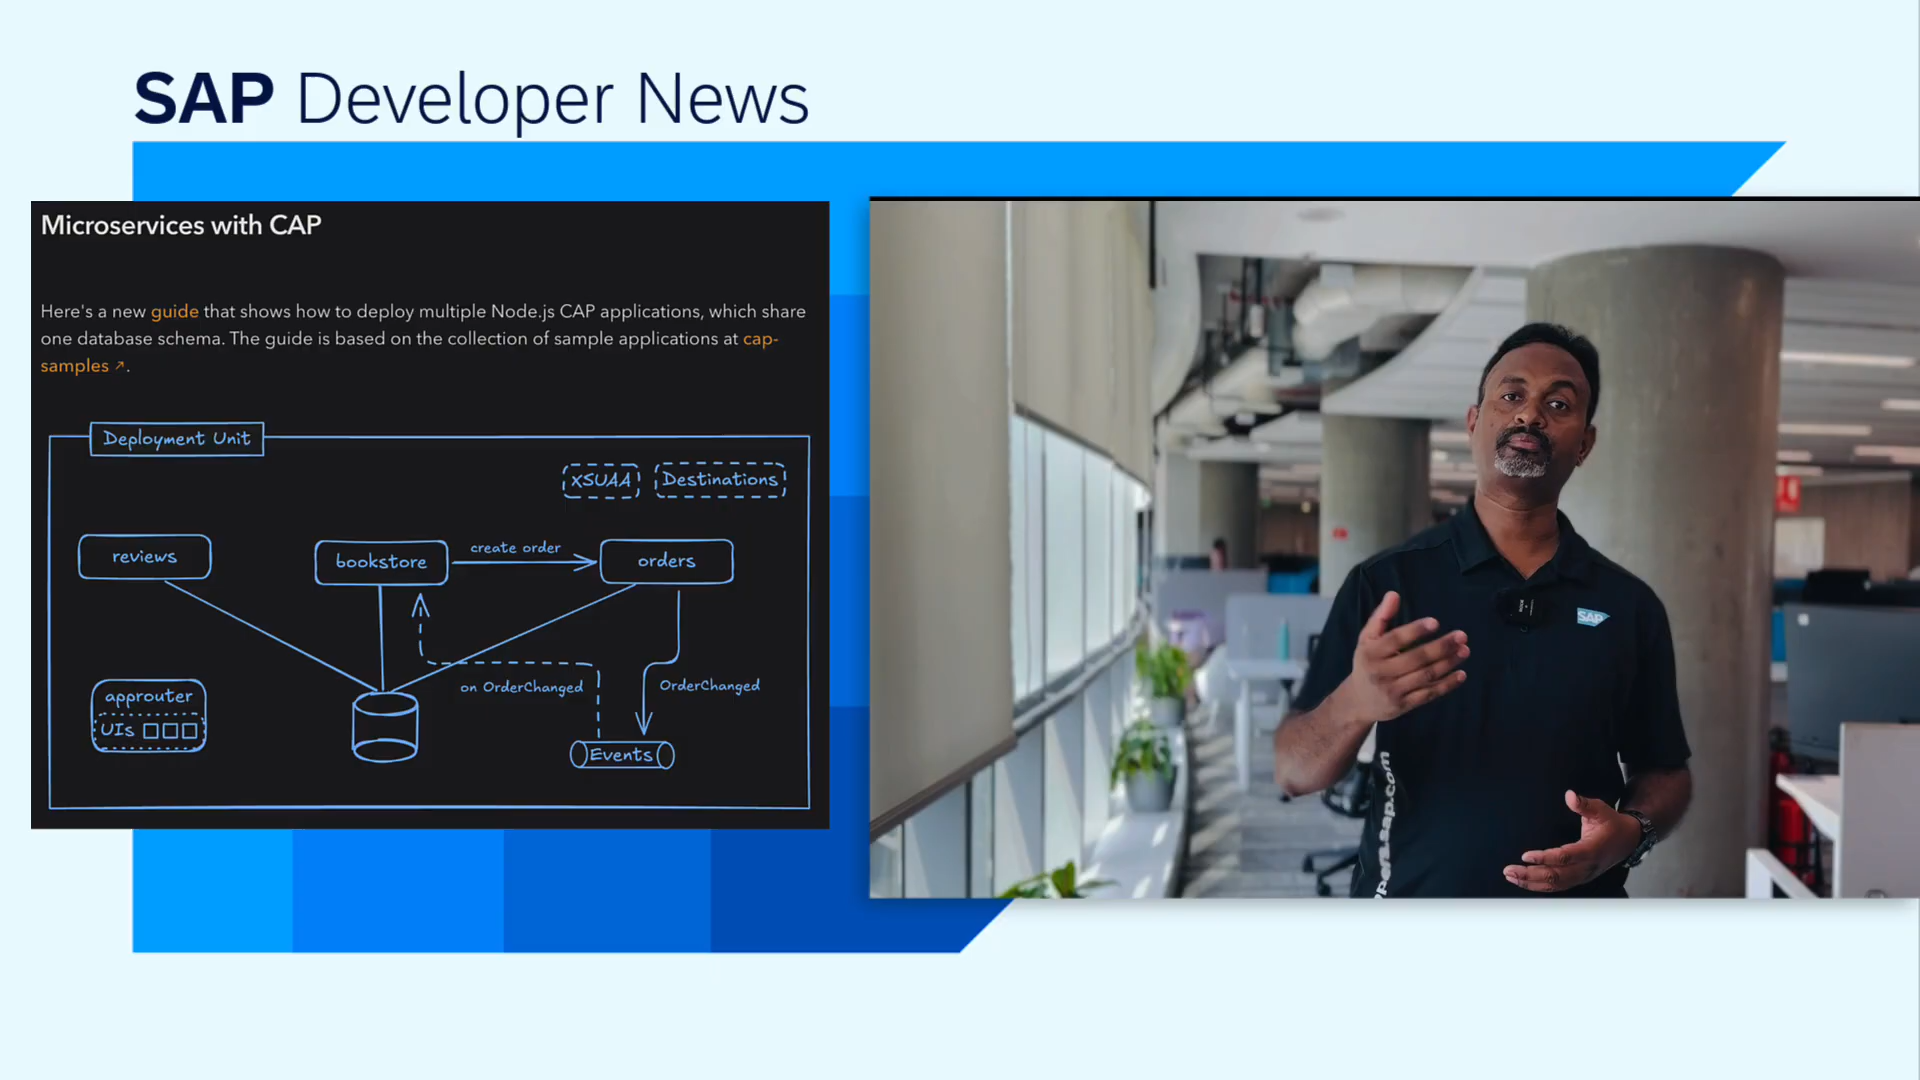 SAP Developer News
Microservices with CAP
Here's a new guide that shows how to deploy multiple Node.js CAP applications, which share
one database schema. The guide is based on the collection of sample applications at cap-
samples ↗.
Deployment Unit
XSUAA
Destinations
reviews
bookstore
create order
orders
approuter
UIs
on OrderChanged
OrderChanged
Events
SAP